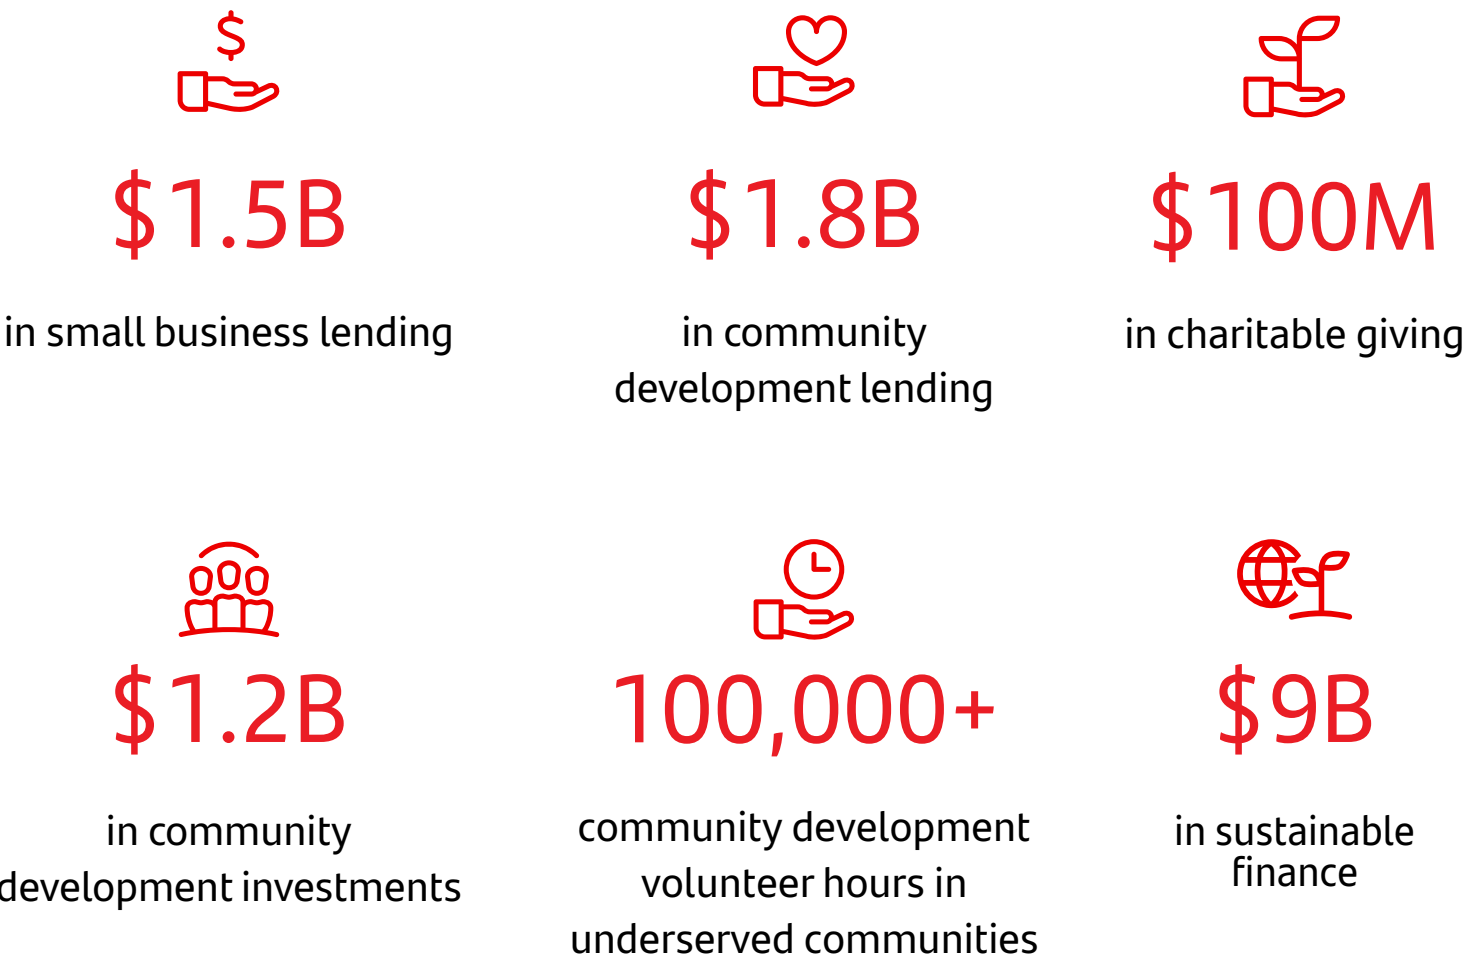 $1.5B
in small business lending
$1.8B
in community
development lending
$100M
in charitable giving
$1.2B
in community
development investments
100,000+
community development
volunteer hours in
underserved communities
$9B
in sustainable
finance